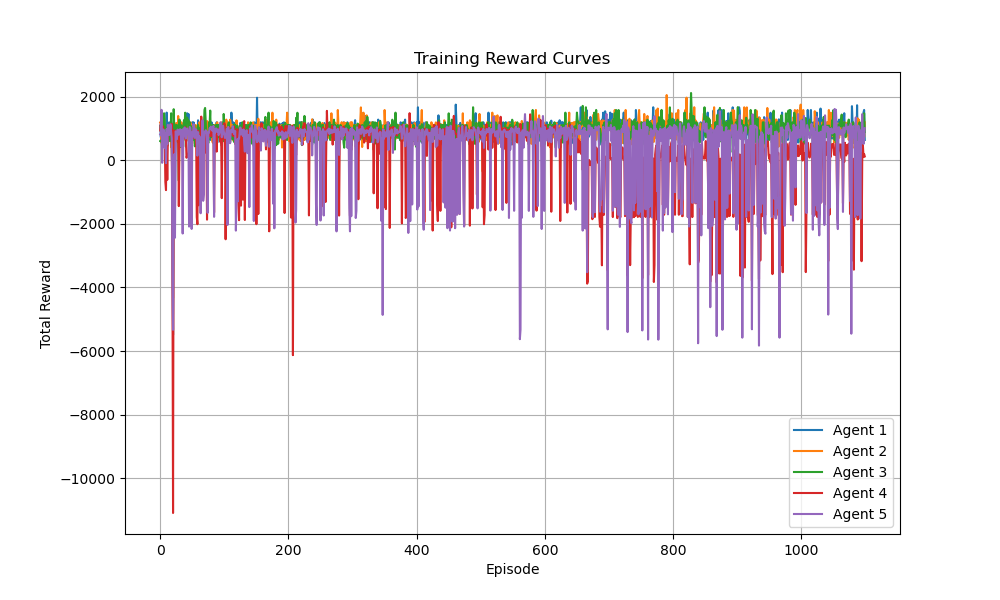 Training Reward Curves
2000
0
−2000
−4000
−6000
−8000
−10000
Total Reward
0 200 400 600 800 1000
Episode
Agent 1
Agent 2
Agent 3
Agent 4
Agent 5